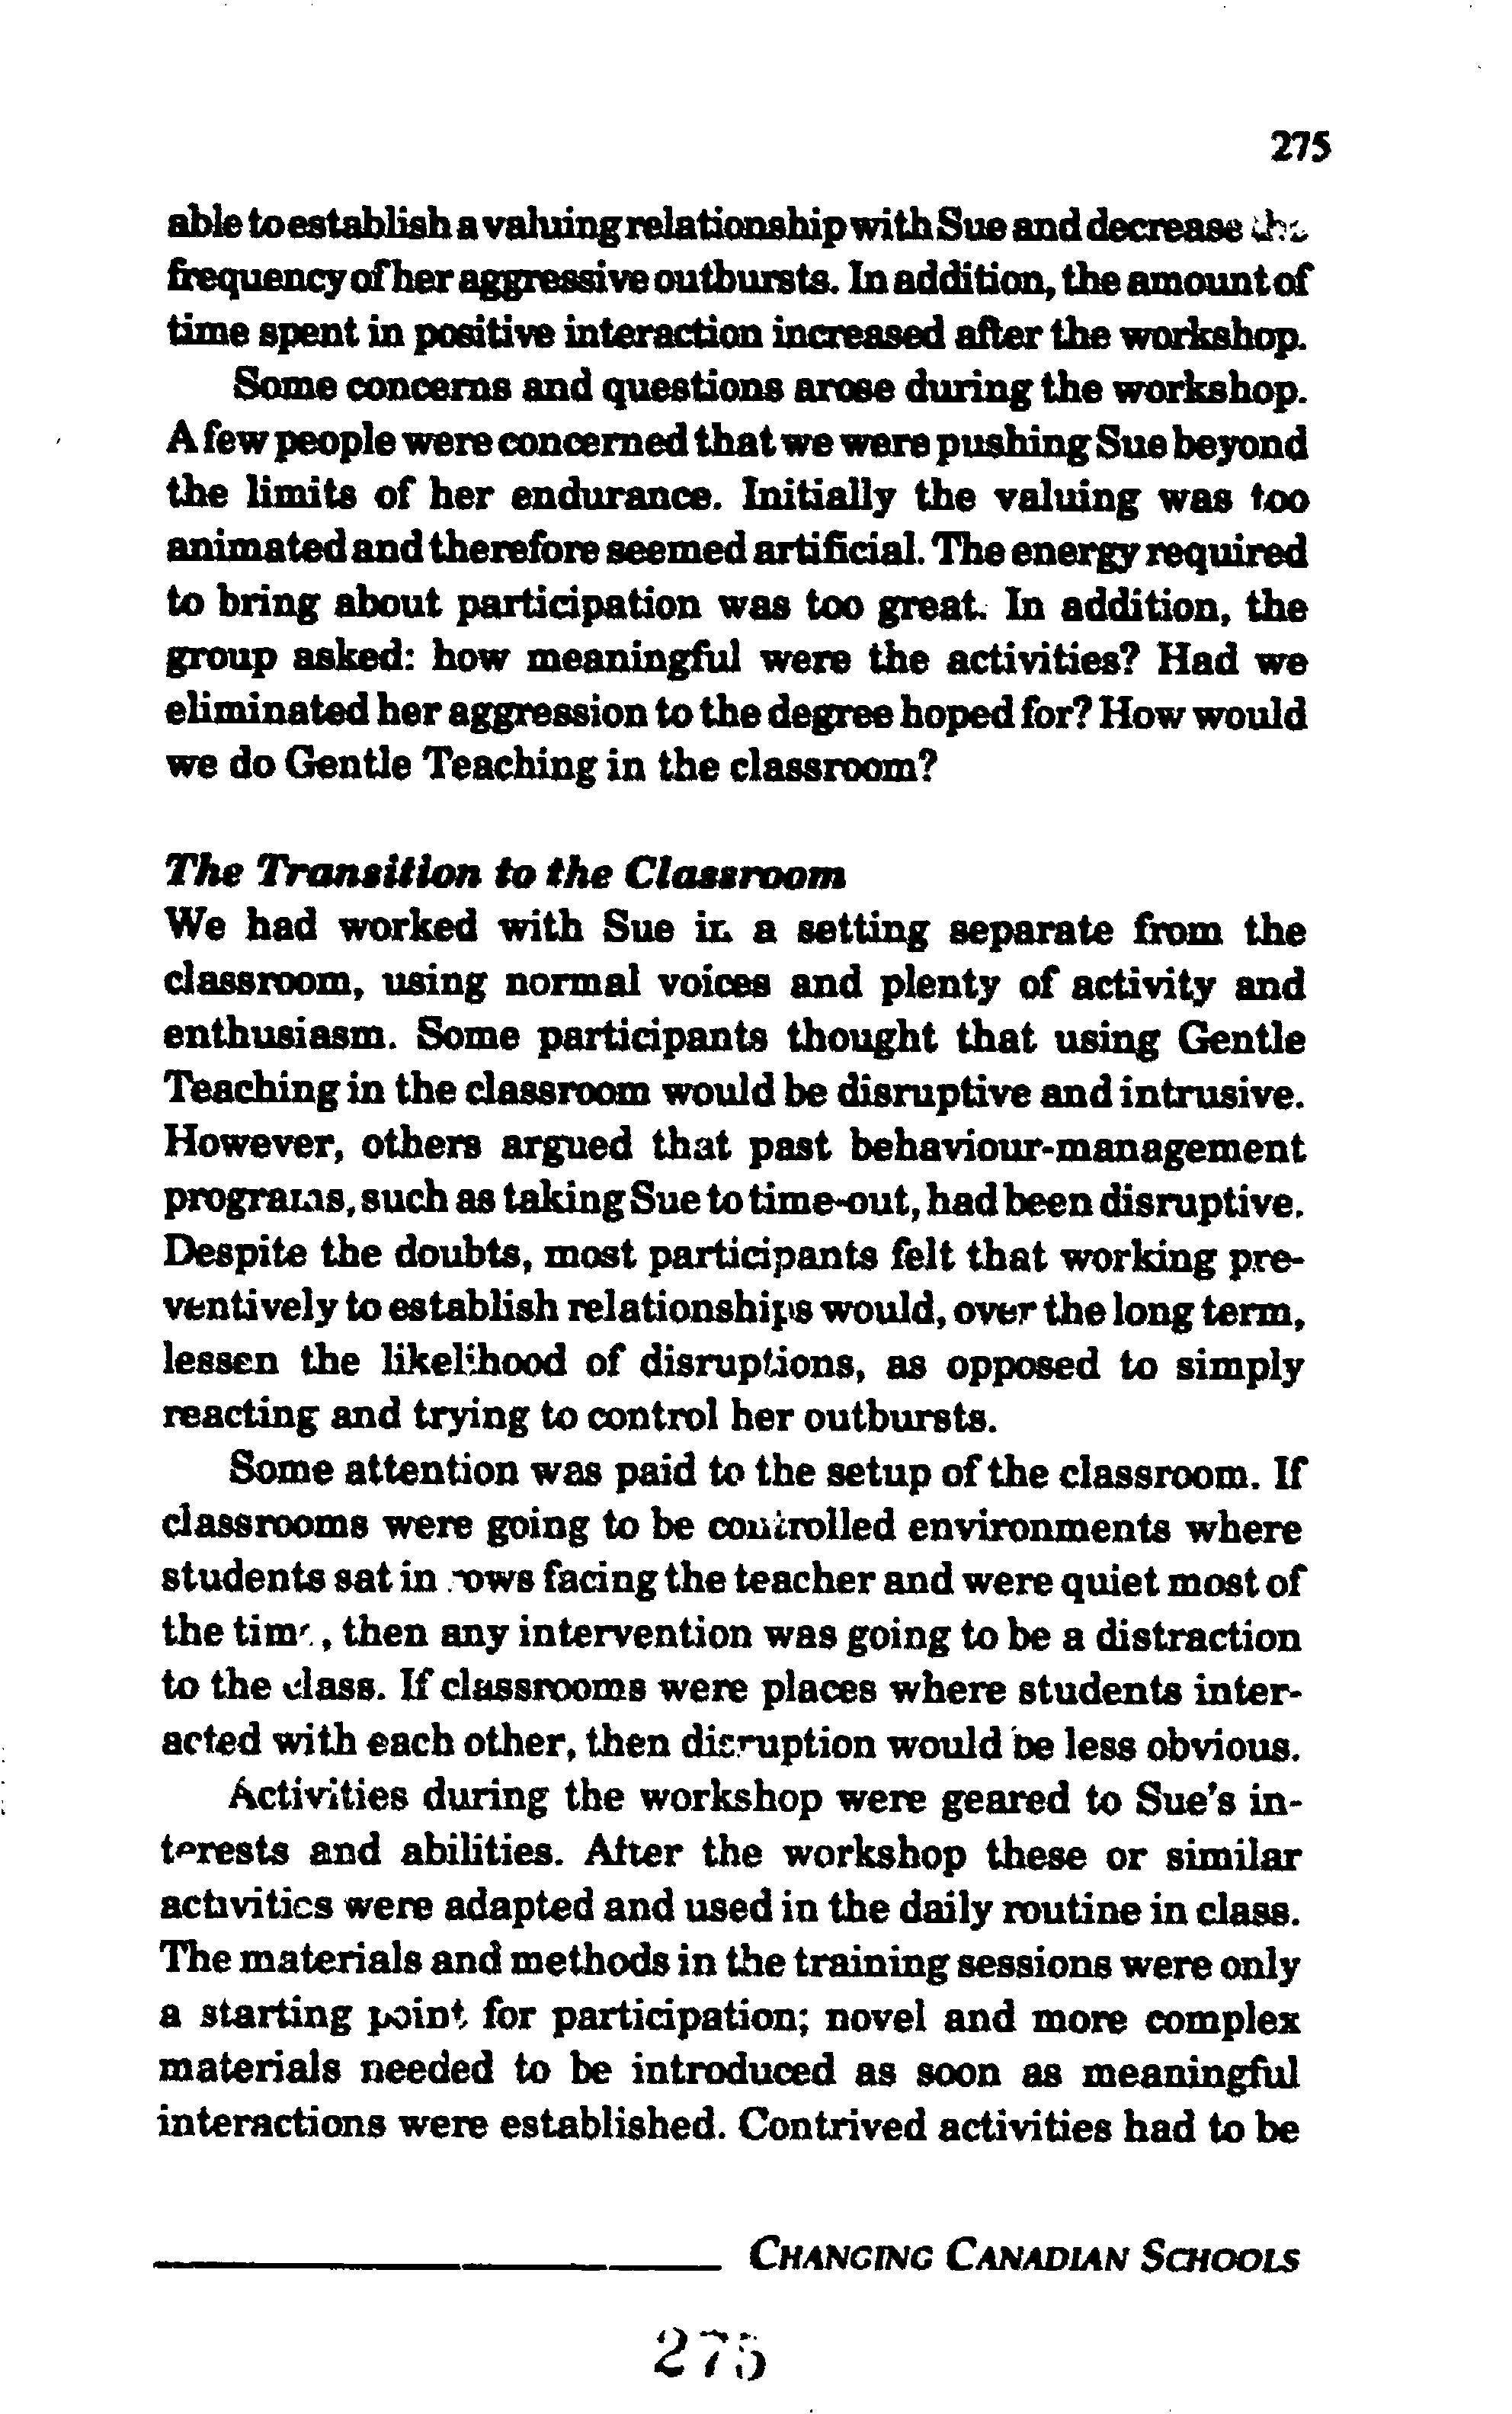 275
able to establish a valuing relationship with Sue and decrease the
frequency of her aggressive outbursts. In addition, the amount of
time spent in positive interaction increased after the workshop.
Some concerns and questions arose during the workshop.
A few people were concerned that we were pushing Sue beyond
the limits of her endurance. Initially the valuing was too
animated and therefore seemed artificial. The energy required
to bring about participation was too great. In addition, the
group asked: how meaningful were the activities? Had we
eliminated her aggression to the degree hoped for? How would
we do Gentle Teaching in the classroom?
The Transition to the Classroom
We had worked with Sue in a setting separate from the
classroom, using normal voices and plenty of activity and
enthusiasm. Some participants thought that using Gentle
Teaching in the classroom would be disruptive and intrusive.
However, others argued that past behaviour-management
programs, such as taking Sue to time-out, had been disruptive.
Despite the doubts, most participants felt that working pre-
ventively to establish relationships would, over the long term,
lessen the likelihood of disruptions, as opposed to simply
reacting and trying to control her outbursts.
Some attention was paid to the setup of the classroom. If
classrooms were going to be controlled environments where
students sat in rows facing the teacher and were quiet most of
the time, then any intervention was going to be a distraction
to the class. If classrooms were places where students inter-
acted with each other, then disruption would be less obvious.
Activities during the workshop were geared to Sue's in-
terests and abilities. After the workshop these or similar
activities were adapted and used in the daily routine in class.
The materials and methods in the training sessions were only
a starting point for participation; novel and more complex
materials needed to be introduced as soon as meaningful
interactions were established. Contrived activities had to be
CHANGING CANADIAN SCHOOLS
275